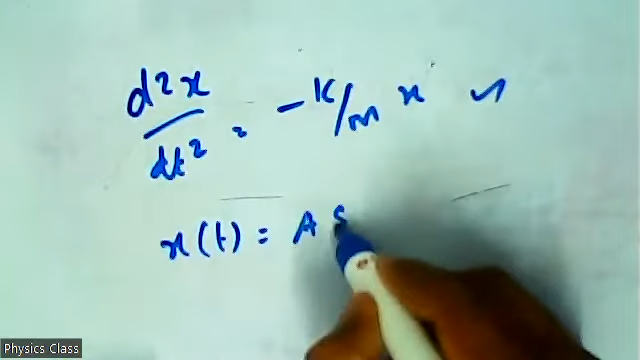 d²x/dt² = -K/m x
x(t) = A S
Physics Class